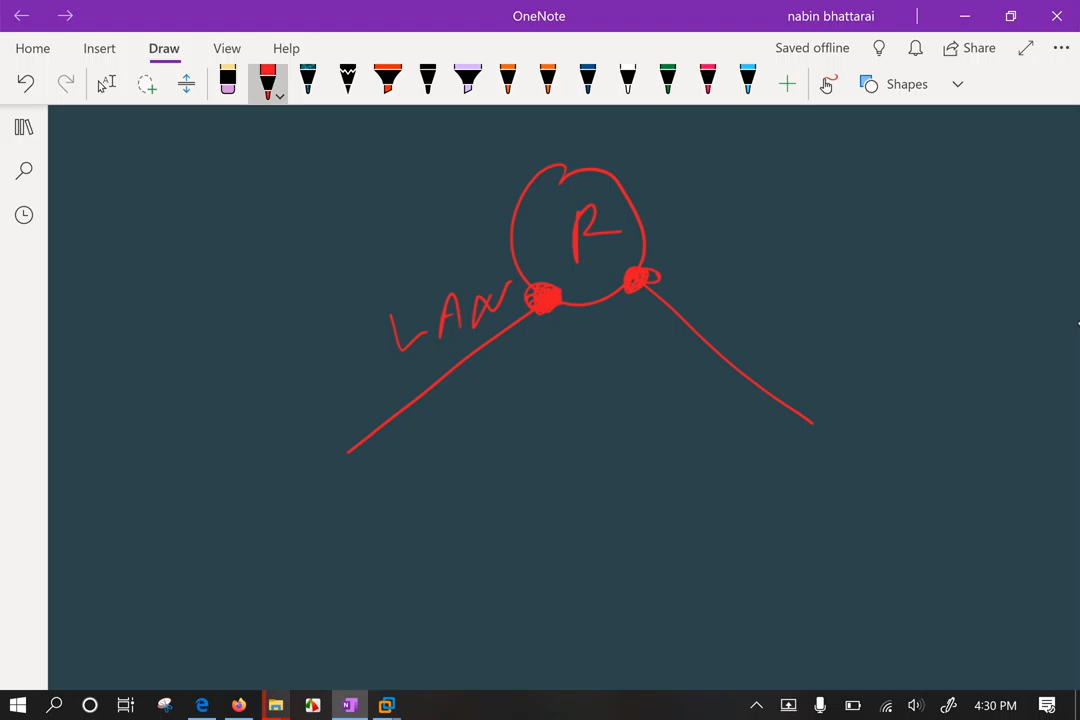 OneNote
nabin bhattarai
Home Insert Draw View Help
Saved offline
Share
Shapes
R
LAN
4:30 PM